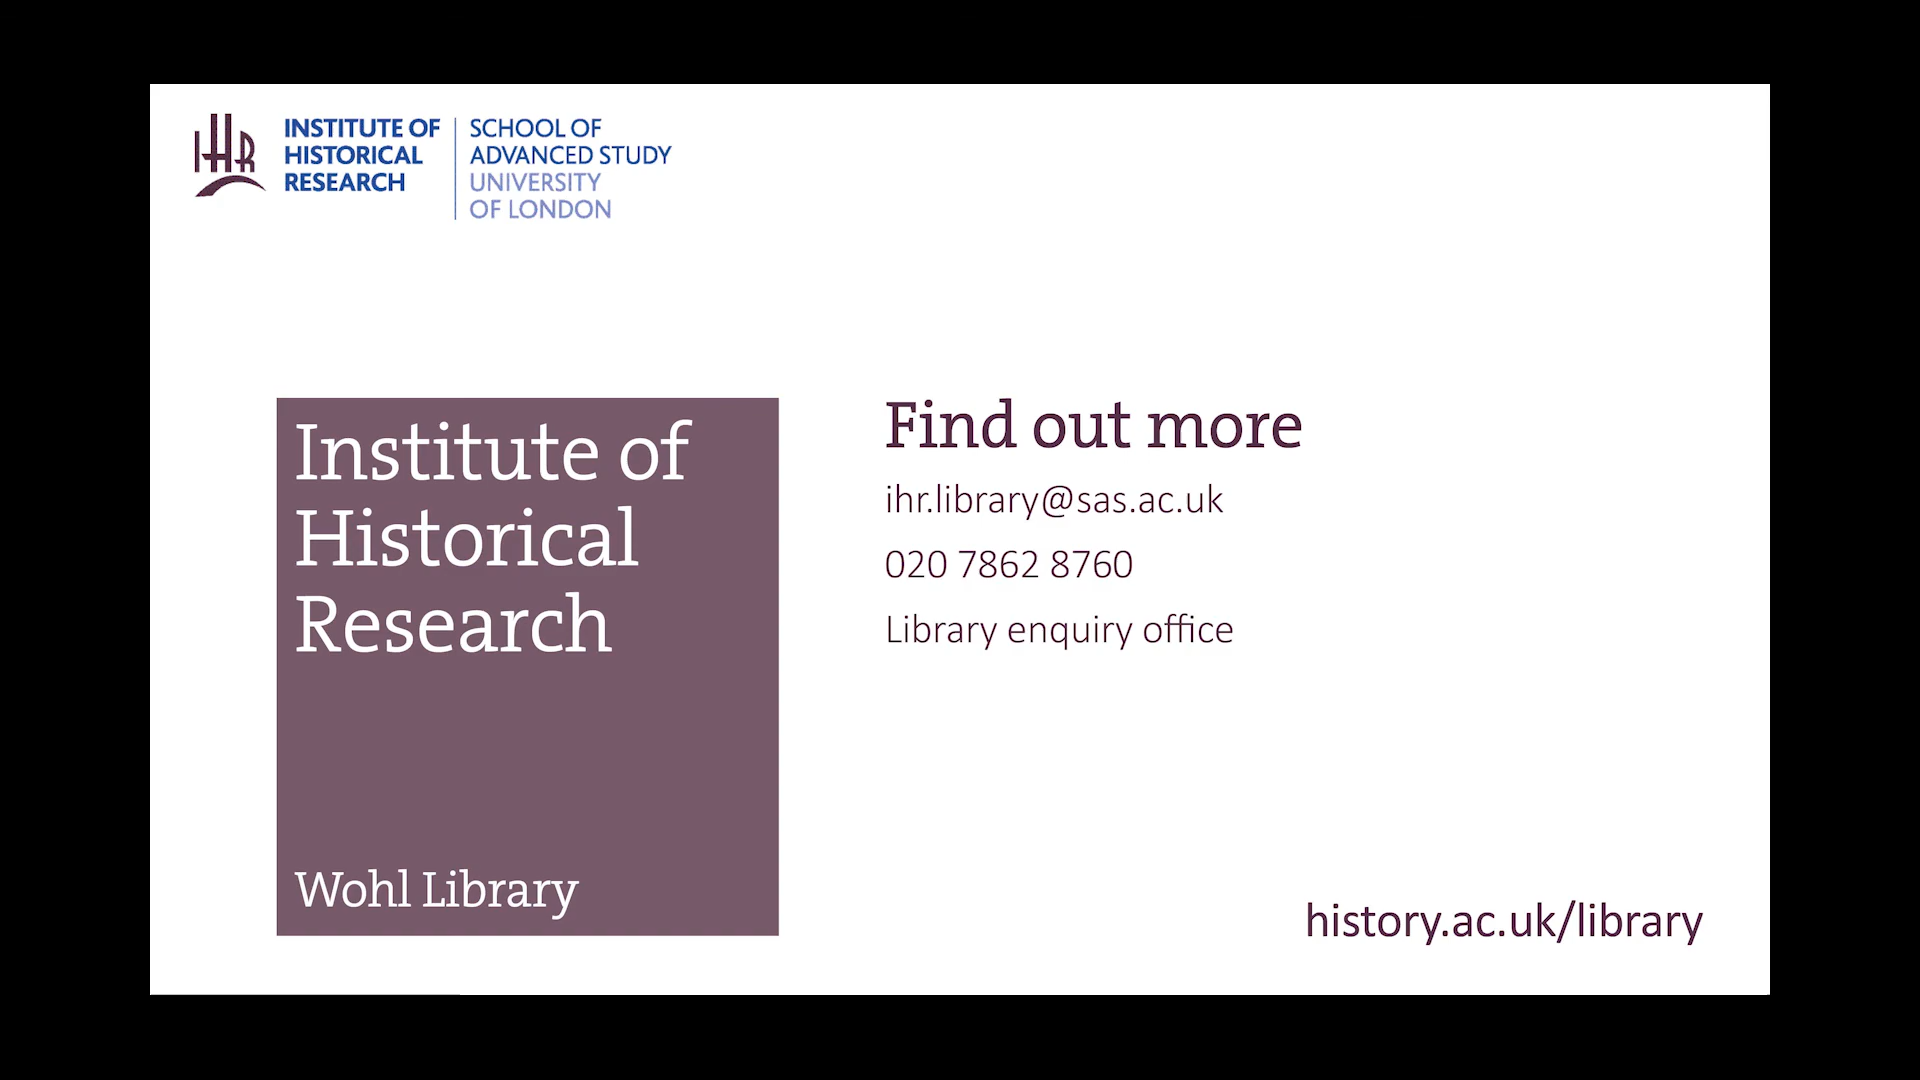 IHR
INSTITUTE OF
HISTORICAL
RESEARCH
SCHOOL OF
ADVANCED STUDY
UNIVERSITY
OF LONDON
Institute of
Historical
Research
Wohl Library
Find out more
ihr.library@sas.ac.uk
020 7862 8760
Library enquiry office
history.ac.uk/library